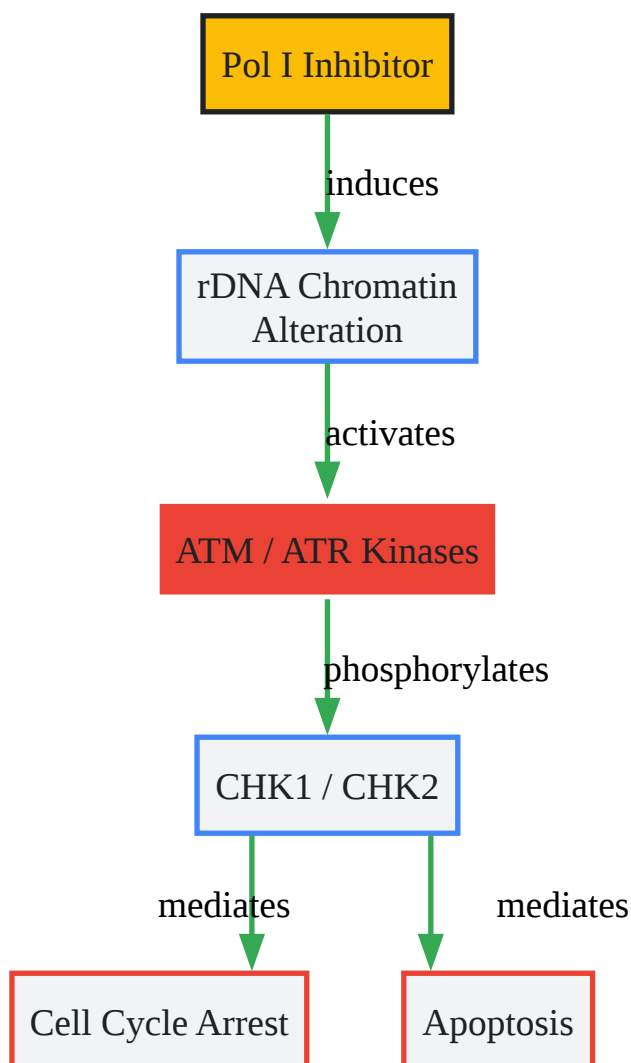 Pol I Inhibitor
induces
rDNA Chromatin
Alteration
activates
ATM / ATR Kinases
phosphorylates
CHK1 / CHK2
mediates
mediates
Cell Cycle Arrest
Apoptosis